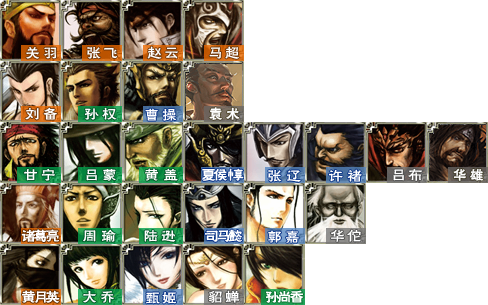 关羽 张飞 赵云 马超
刘备 孙权 曹操 袁术
甘宁 吕蒙 黄盖 夏侯惇 张辽 许褚 吕布 华雄
诸葛亮 周瑜 陆逊 司马懿 郭嘉 华佗
黄月英 大乔 甄姬 貂蝉 孙尚香